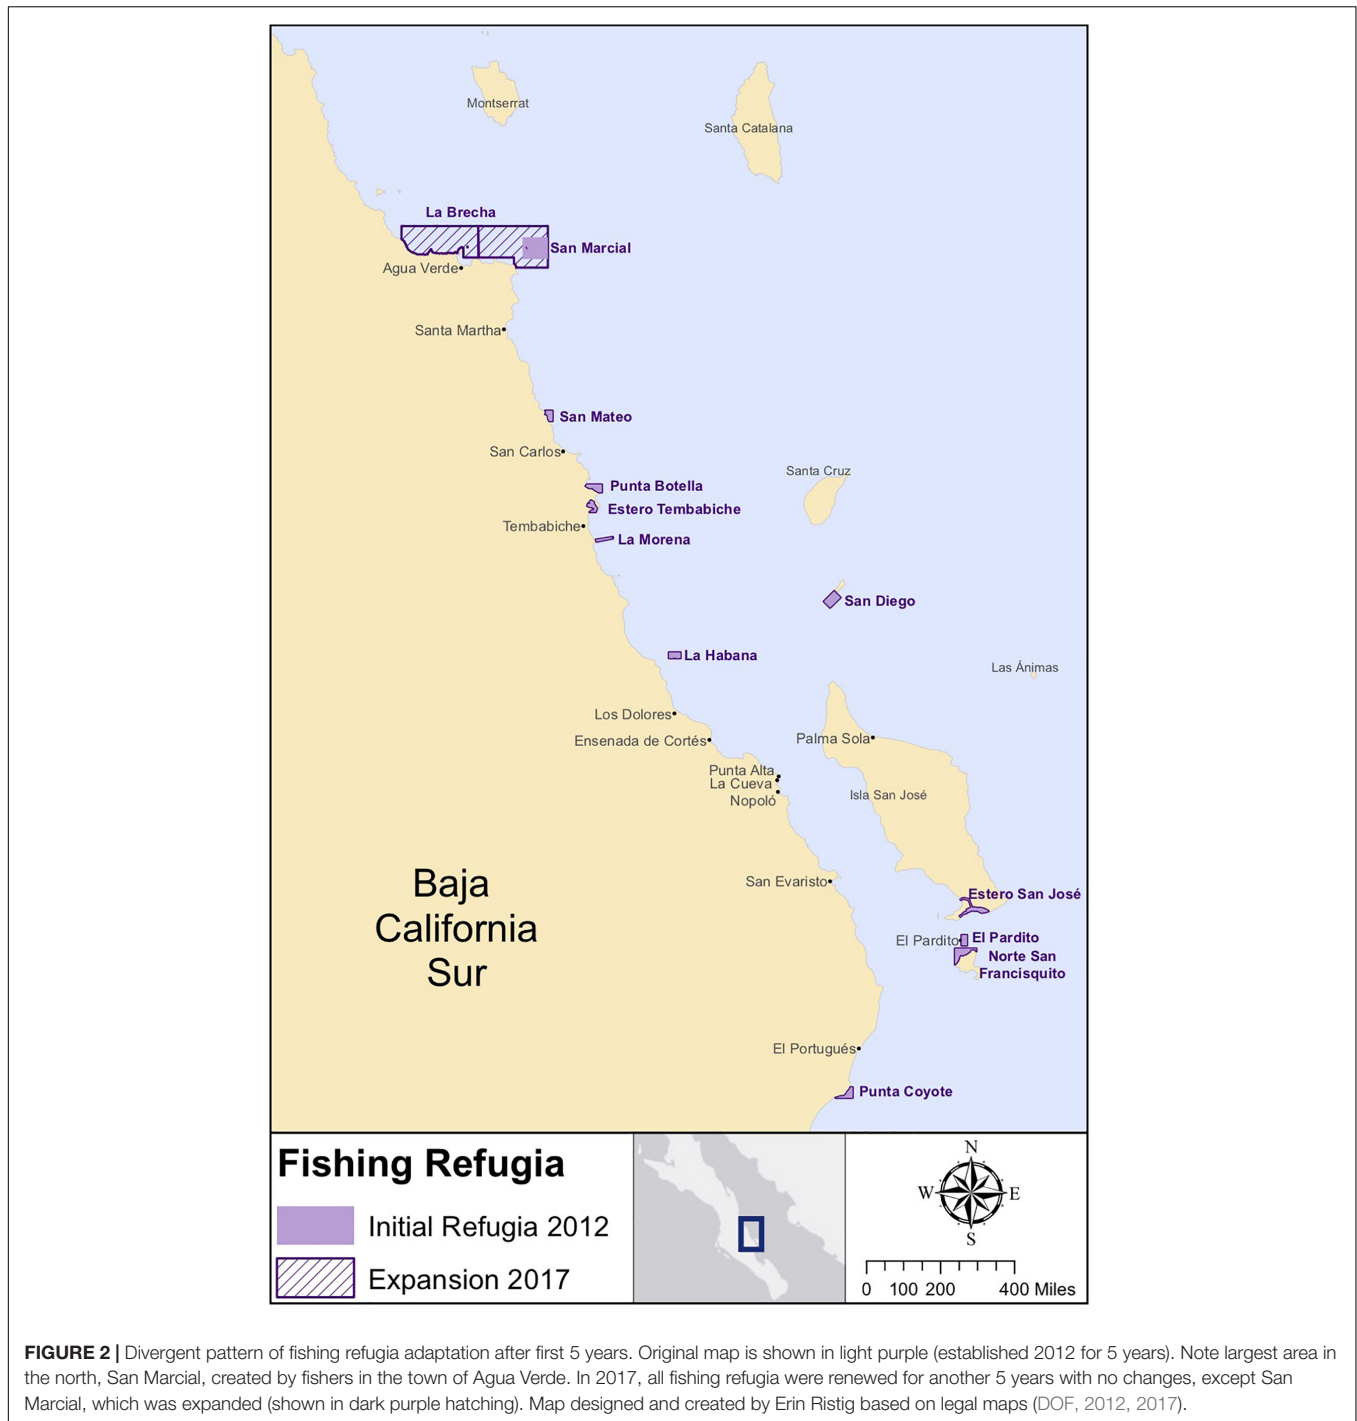 Montserrat
Santa Catalana
La Brecha
San Marcial
Agua Verde
Santa Martha
San Mateo
San Carlos
Santa Cruz
Punta Botella
Estero Tembabiche
Tembabiche
La Morena
San Diego
La Habana
Las Ánimas
Los Dolores
Palma Sola
Ensenada de Cortés
Punta Alta
La Cueva
Nopoló
Isla San José
San Evaristo
Baja
California
Sur
Estero San José
El Pardito
El Pardito
Norte San
Francisquito
El Portugués
Punta Coyote
Fishing Refugia
Initial Refugia 2012
Expansion 2017
N
W
E
S
0 100 200 400 Miles
FIGURE 2 | Divergent pattern of fishing refugia adaptation after first 5 years. Original map is shown in light purple (established 2012 for 5 years). Note largest area in
the north, San Marcial, created by fishers in the town of Agua Verde. In 2017, all fishing refugia were renewed for another 5 years with no changes, except San
Marcial, which was expanded (shown in dark purple hatching). Map designed and created by Erin Ristig based on legal maps (DOF, 2012, 2017).